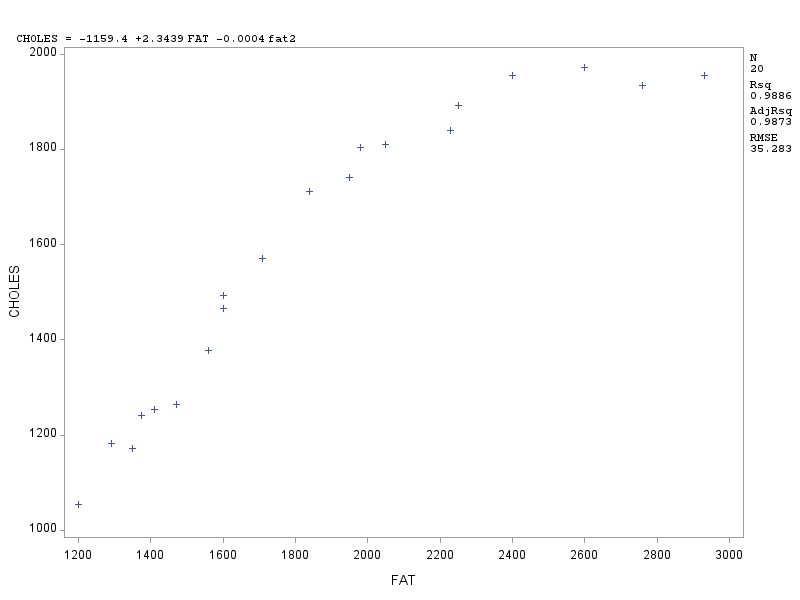 CHOLES = -1159.4 +2.3439 FAT -0.0004 fat2
N
20
Rsq
0.9886
AdjRsq
0.9873
RMSE
35.283
2000
1800
1600
1400
1200
1000
CHOLES
1200 1400 1600 1800 2000 2200 2400 2600 2800 3000
FAT